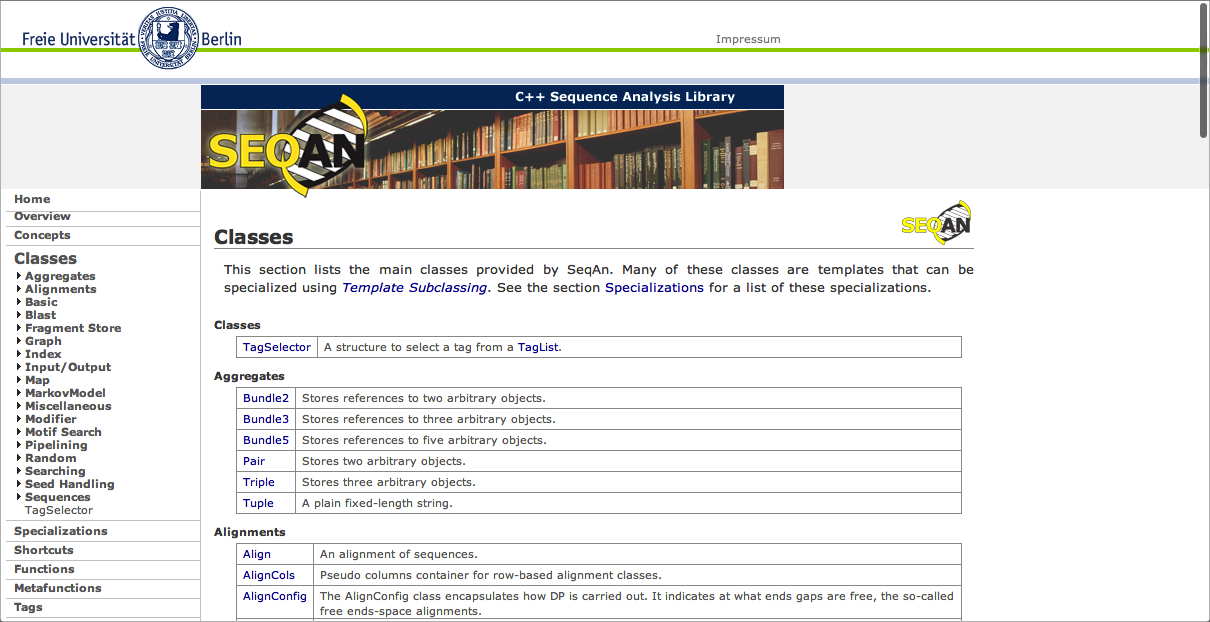 Freie Universität Berlin
Impressum
C++ Sequence Analysis Library
SEQAN
Home
Overview
Concepts
Classes
Aggregates
Alignments
Basic
Blast
Fragment Store
Graph
Index
Input/Output
Map
MarkovModel
Miscellaneous
Modifier
Motif Search
Pipelining
Random
Searching
Seed Handling
Sequences
TagSelector
Specializations
Shortcuts
Functions
Metafunctions
Tags
SEQAN
Classes
This section lists the main classes provided by SeqAn. Many of these classes are templates that can be
specialized using Template Subclassing. See the section Specializations for a list of these specializations.
Classes
TagSelector A structure to select a tag from a TagList.
Aggregates
Bundle2 Stores references to two arbitrary objects.
Bundle3 Stores references to three arbitrary objects.
Bundle5 Stores references to five arbitrary objects.
Pair Stores two arbitrary objects.
Triple Stores three arbitrary objects.
Tuple A plain fixed-length string.
Alignments
Align An alignment of sequences.
AlignCols Pseudo columns container for row-based alignment classes.
AlignConfig The AlignConfig class encapsulates how DP is carried out. It indicates at what ends gaps are free, the so-called
free ends-space alignments.